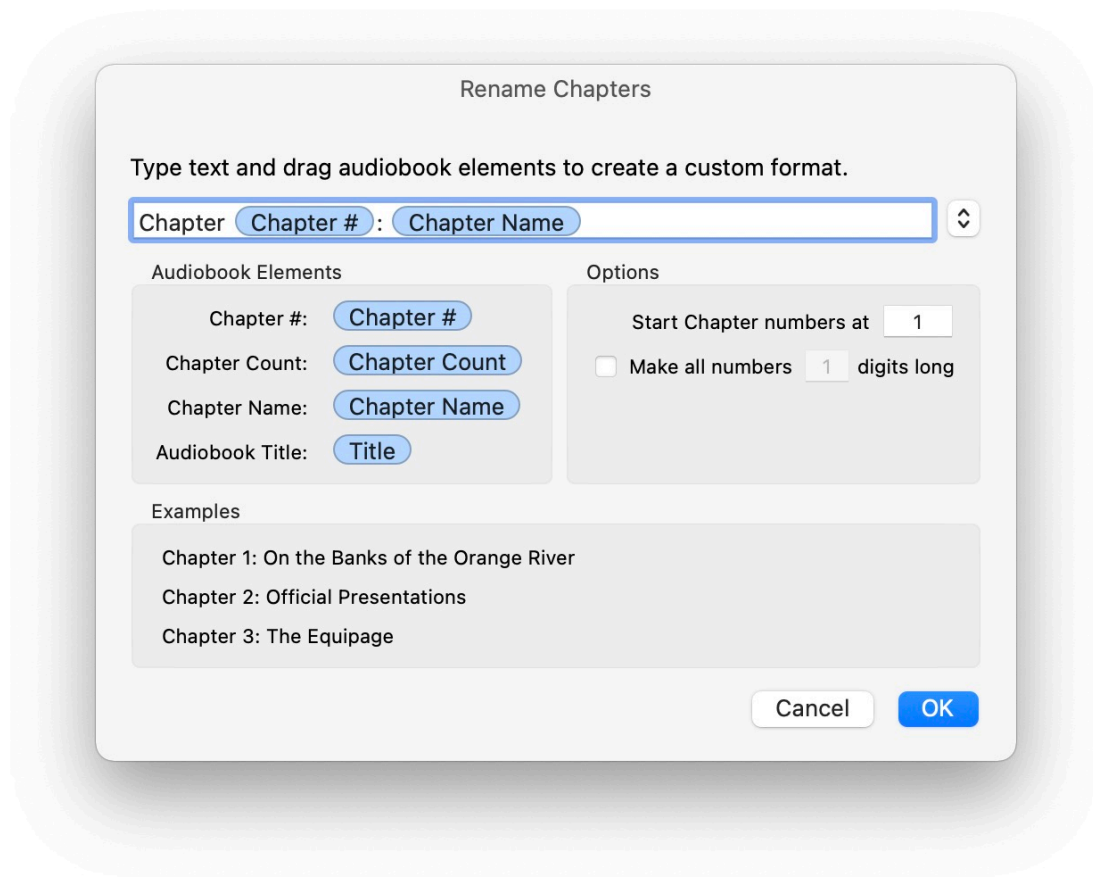 Rename Chapters
Type text and drag audiobook elements to create a custom format.
Chapter Chapter # : Chapter Name
Audiobook Elements
Chapter #: Chapter #
Chapter Count: Chapter Count
Chapter Name: Chapter Name
Audiobook Title: Title
Options
Start Chapter numbers at 1
Make all numbers 1 digits long
Examples
Chapter 1: On the Banks of the Orange River
Chapter 2: Official Presentations
Chapter 3: The Equipage
Cancel OK